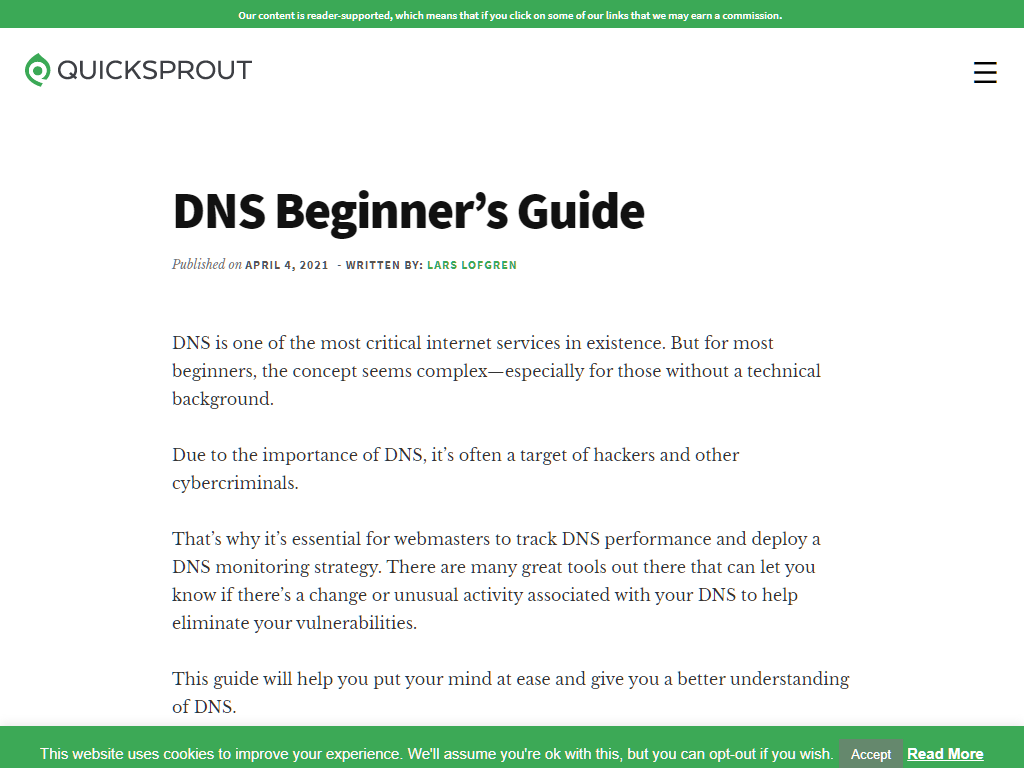 Our content is reader-supported, which means that if you click on some of our links that we may earn a commission.
QUICKSPROUT
DNS Beginner’s Guide
Published on APRIL 4, 2021 - WRITTEN BY: LARS LOFGREN
DNS is one of the most critical internet services in existence. But for most
beginners, the concept seems complex—especially for those without a technical
background.
Due to the importance of DNS, it’s often a target of hackers and other
cybercriminals.
That’s why it’s essential for webmasters to track DNS performance and deploy a
DNS monitoring strategy. There are many great tools out there that can let you
know if there’s a change or unusual activity associated with your DNS to help
eliminate your vulnerabilities.
This guide will help you put your mind at ease and give you a better understanding
of DNS.
This website uses cookies to improve your experience. We'll assume you're ok with this, but you can opt-out if you wish. Accept Read More